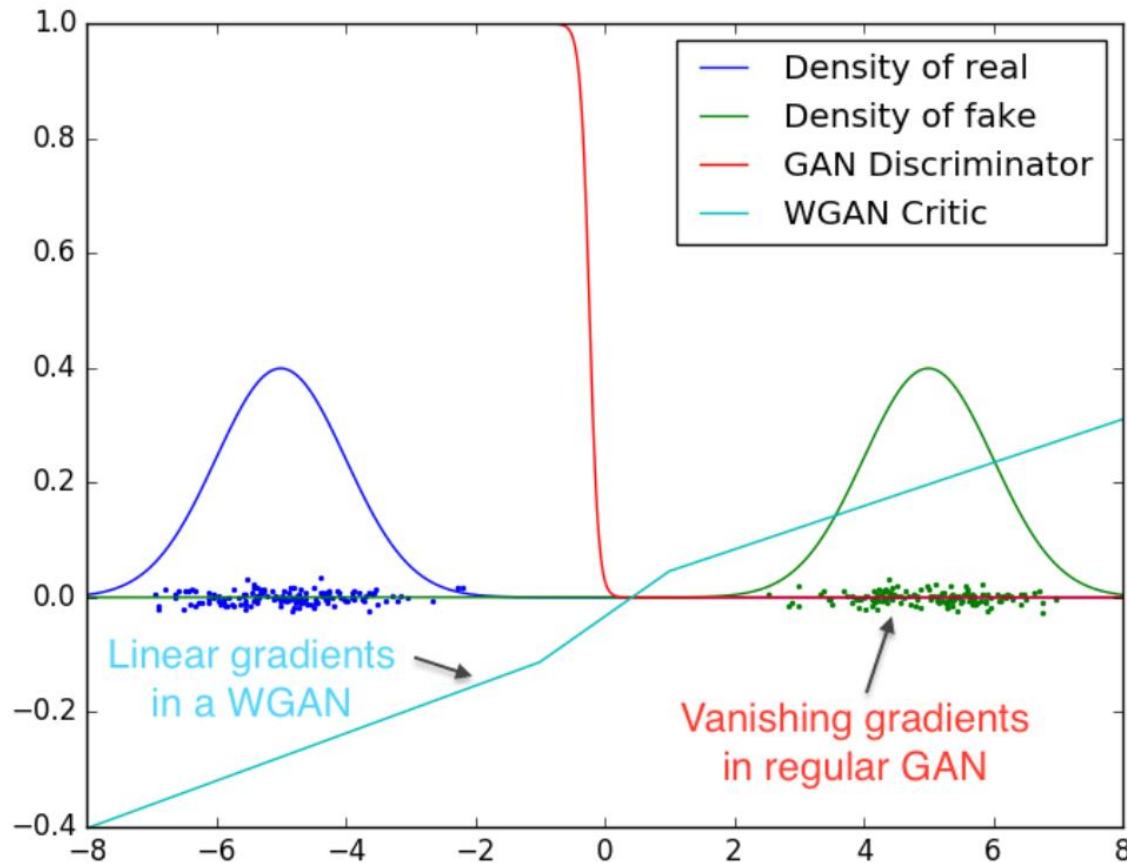 1.0
0.8
0.6
0.4
0.2
0.0
−0.2
−0.4
−8
−6
−4
−2
0
2
4
6
8
Density of real
Density of fake
GAN Discriminator
WGAN Critic
Linear gradients
in a WGAN
Vanishing gradients
in regular GAN